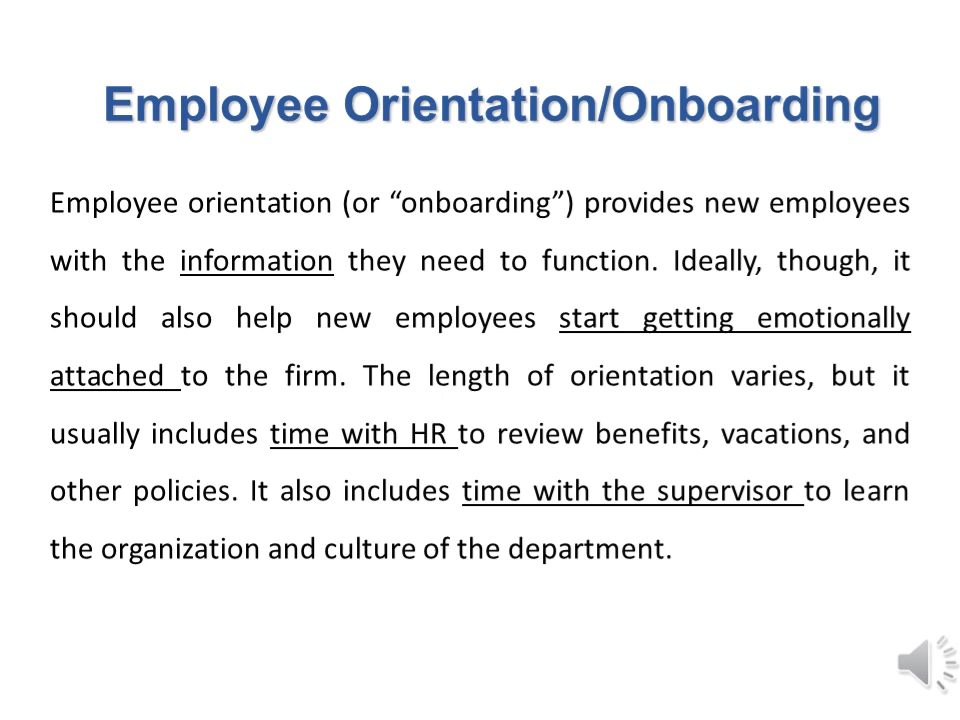 Employee Orientation/Onboarding
Employee orientation (or “onboarding”) provides new employees
with the information they need to function. Ideally, though, it
should also help new employees start getting emotionally
attached to the firm. The length of orientation varies, but it
usually includes time with HR to review benefits, vacations, and
other policies. It also includes time with the supervisor to learn
the organization and culture of the department.